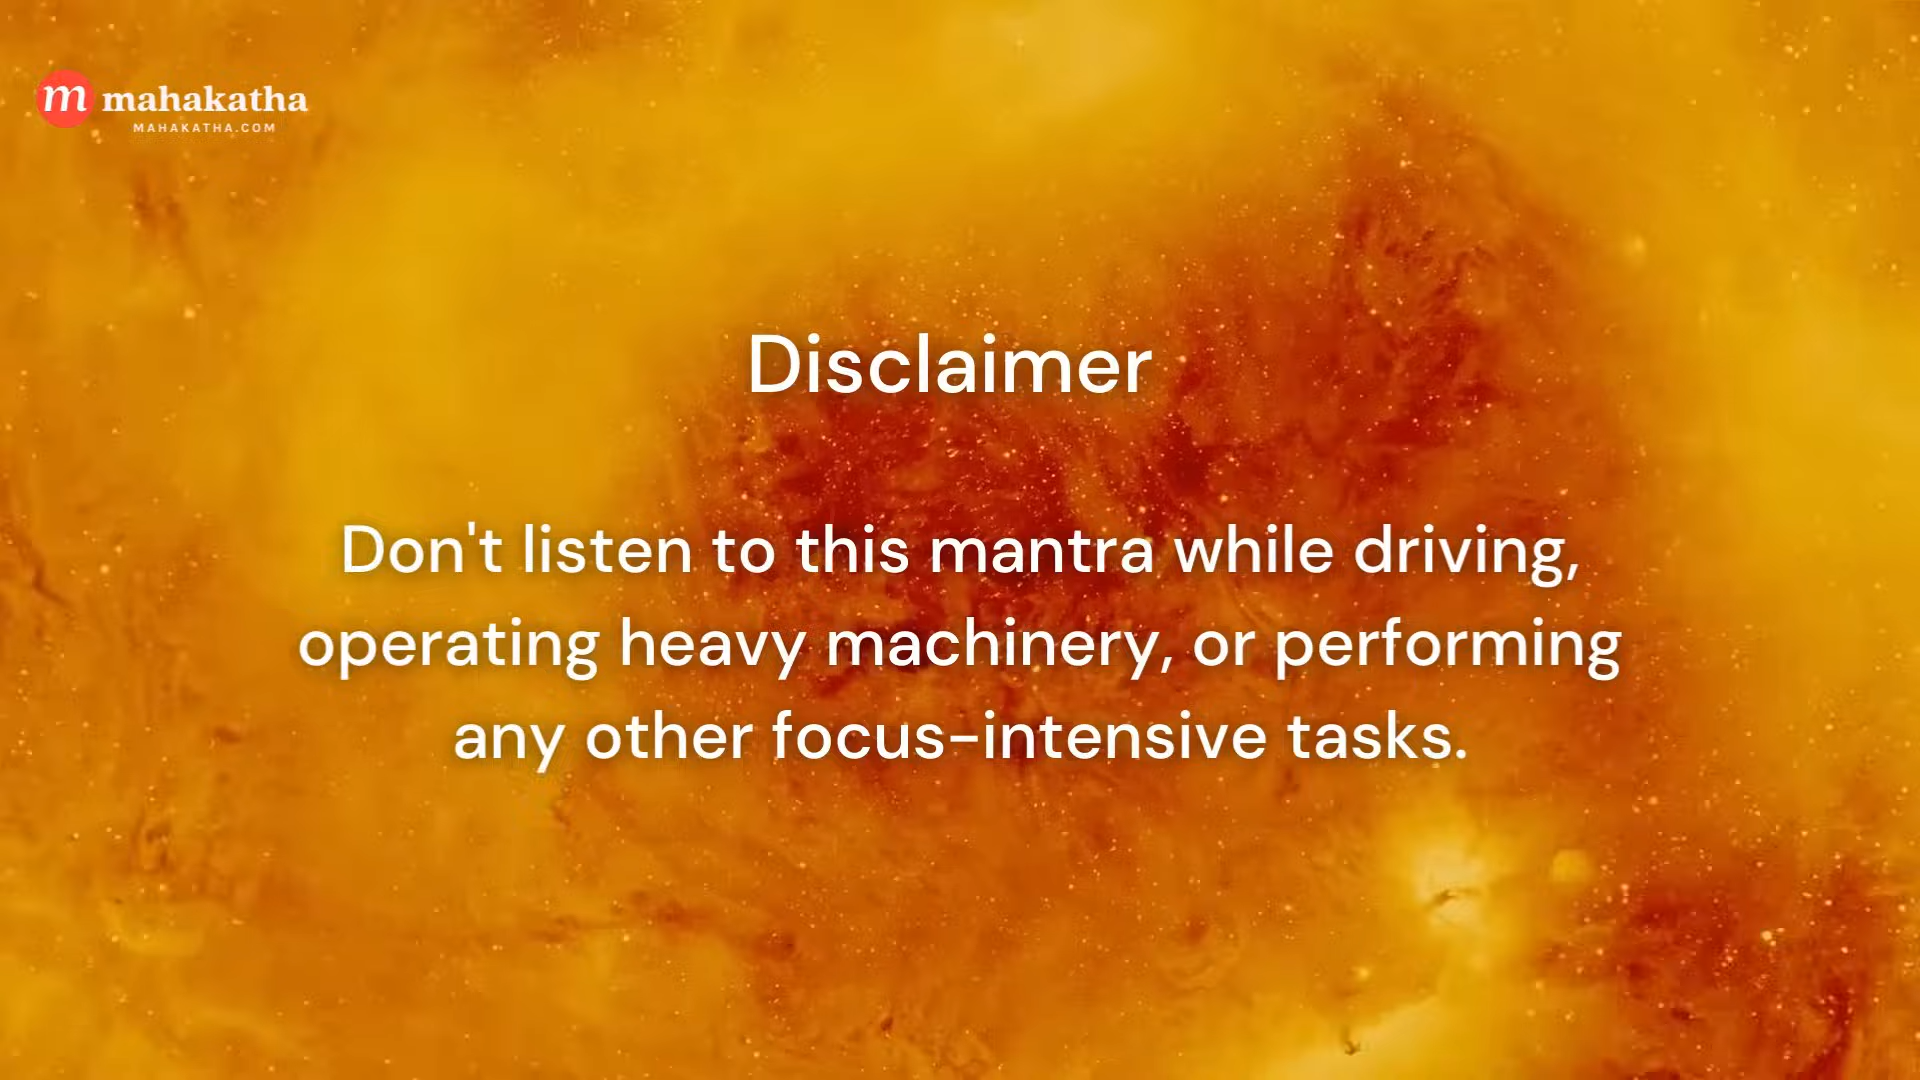 m mahakatha
MAHAKATHA.COM
Disclaimer
Don't listen to this mantra while driving,
operating heavy machinery, or performing
any other focus-intensive tasks.